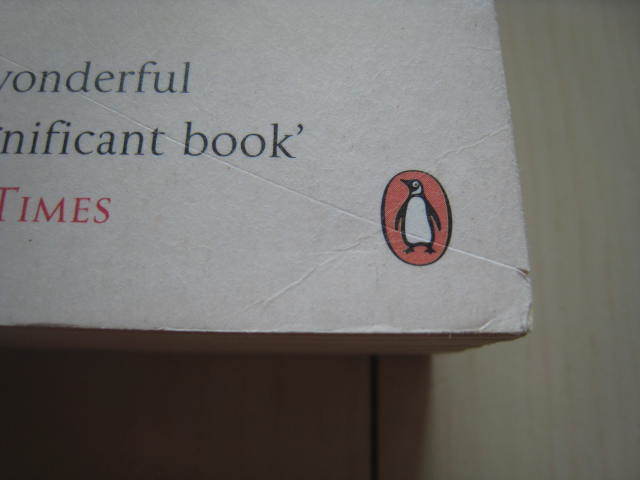 wonderful
nificant book’
TIMES